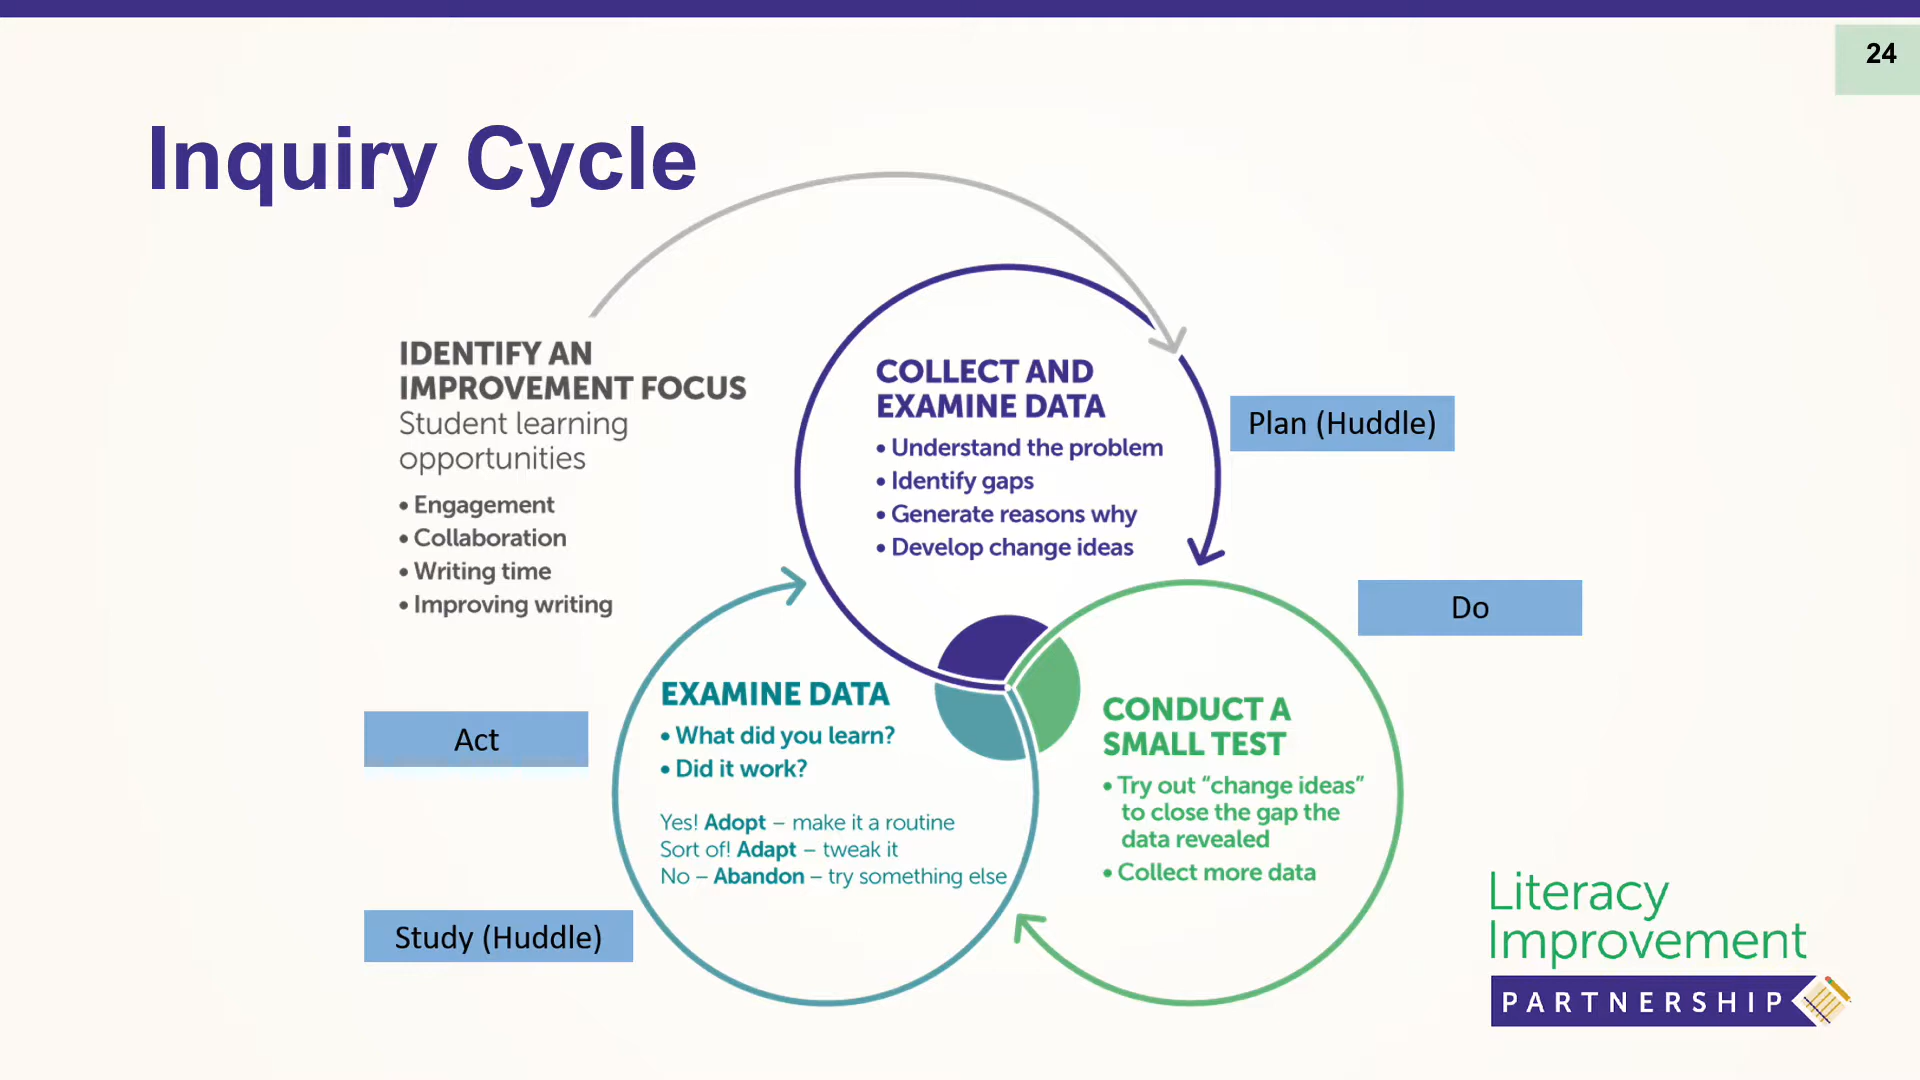 24
Inquiry Cycle
IDENTIFY AN
IMPROVEMENT FOCUS
Student learning
opportunities
• Engagement
• Collaboration
• Writing time
• Improving writing
COLLECT AND
EXAMINE DATA
• Understand the problem
• Identify gaps
• Generate reasons why
• Develop change ideas
Plan (Huddle)
Do
CONDUCT A
SMALL TEST
• Try out “change ideas”
to close the gap the
data revealed
• Collect more data
EXAMINE DATA
• What did you learn?
• Did it work?
Yes! Adopt – make it a routine
Sort of! Adapt – tweak it
No – Abandon – try something else
Act
Study (Huddle)
Literacy
Improvement
PARTNERSHIP